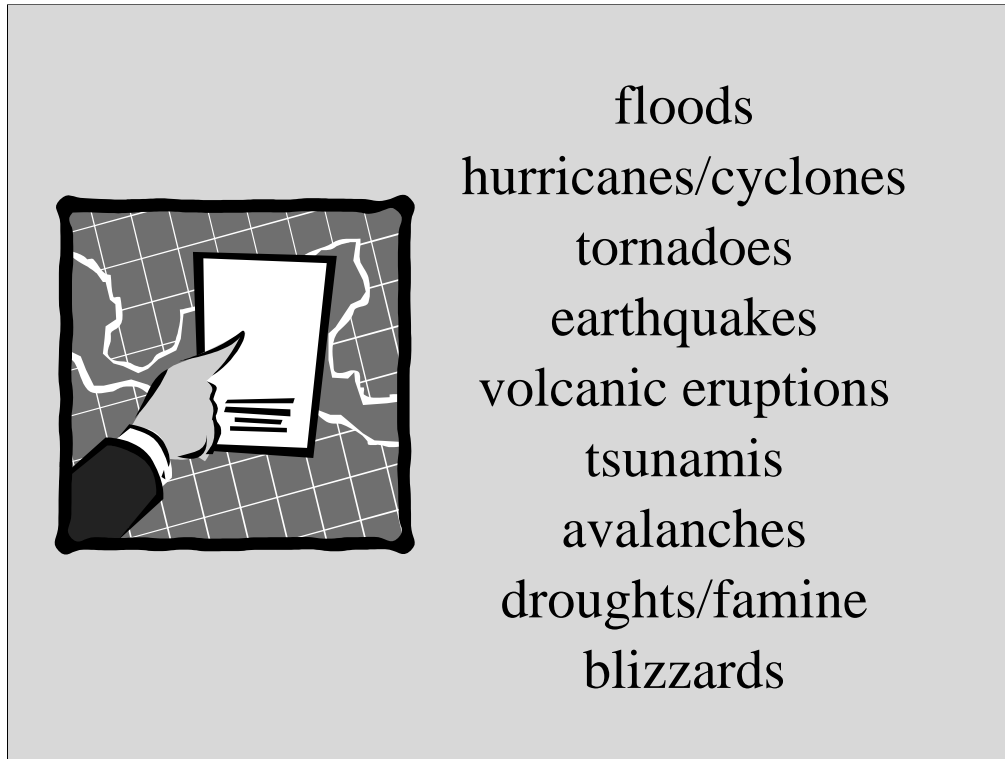 floods
hurricanes/cyclones
tornadoes
earthquakes
volcanic eruptions
tsunamis
avalanches
droughts/famine
blizzards